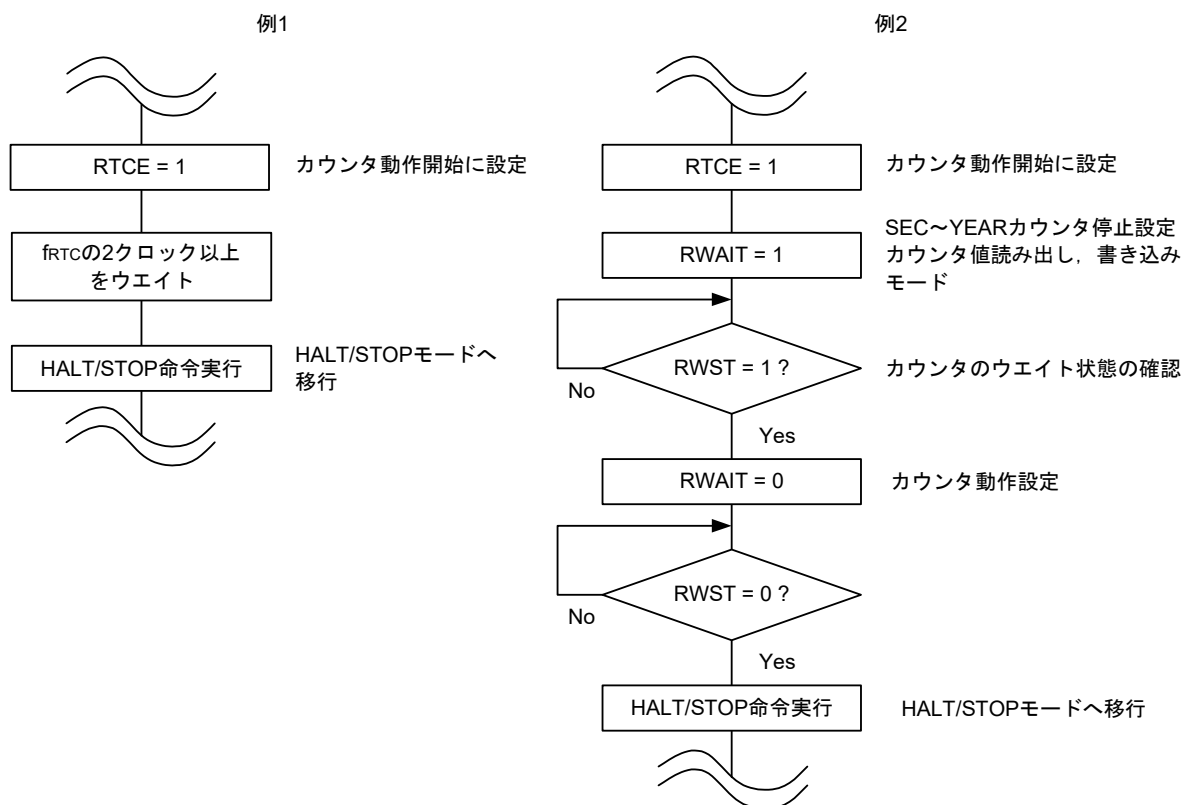 例1
RTCE = 1
カウンタ動作開始に設定
fRTCの2クロック以上
をウエイト
HALT/STOP命令実行
HALT/STOPモードへ
移行
例2
RTCE = 1
カウンタ動作開始に設定
RWAIT = 1
SEC～YEARカウンタ停止設定
カウンタ値読み出し，書き込み
モード
RWST = 1 ?
カウンタのウエイト状態の確認
No
Yes
RWAIT = 0
カウンタ動作設定
RWST = 0 ?
No
Yes
HALT/STOP命令実行
HALT/STOPモードへ移行